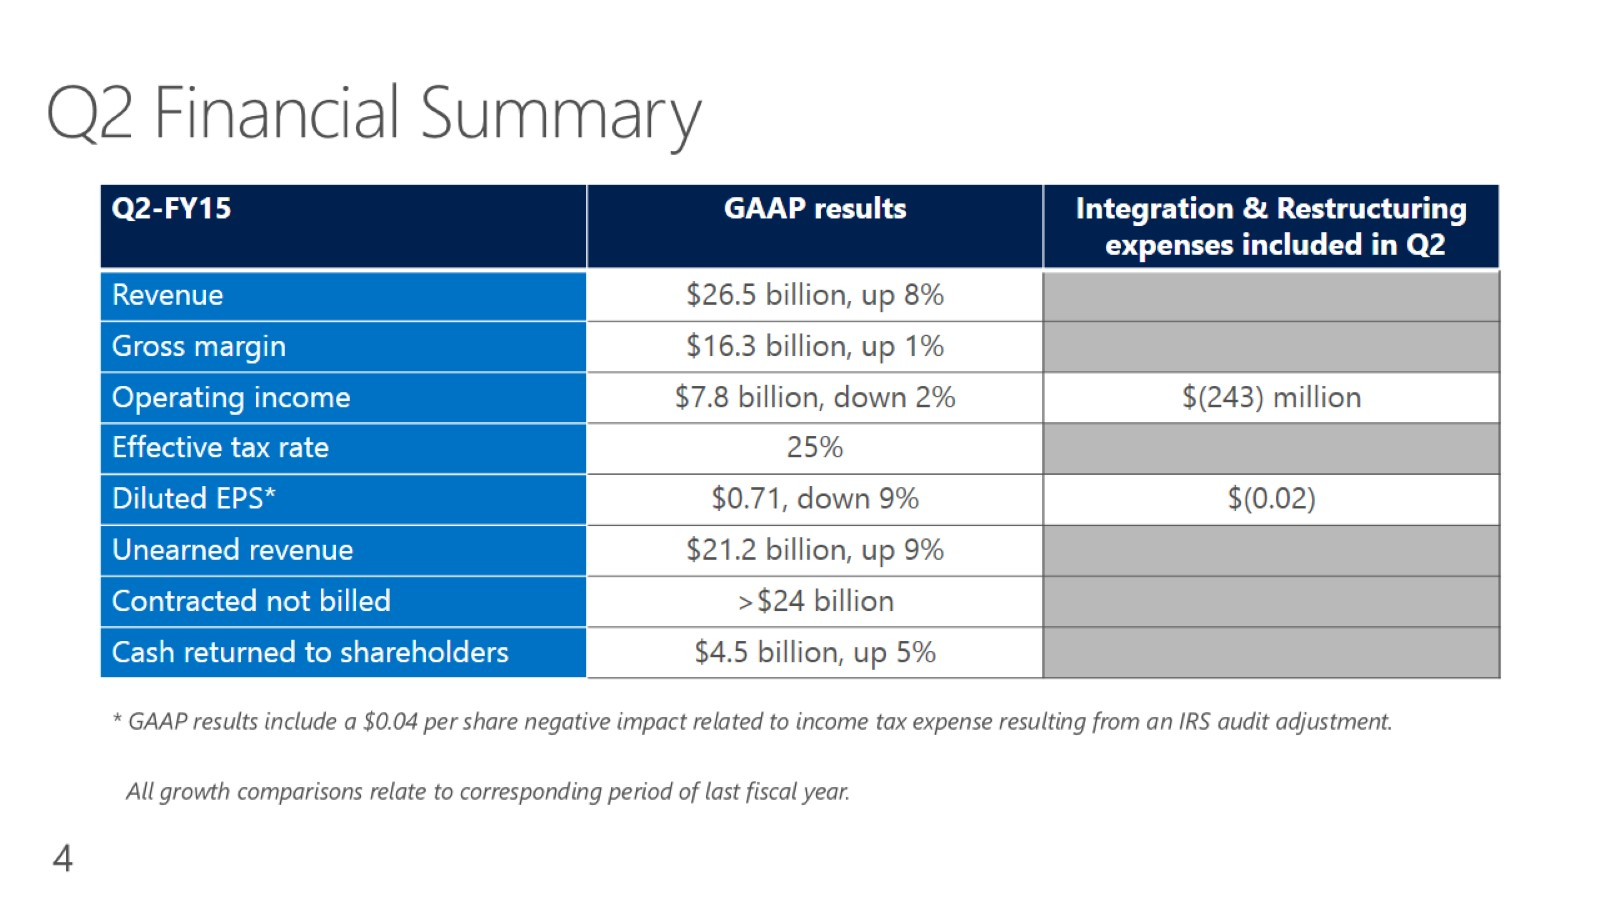 Q2 Financial Summary
Q2-FY15 GAAP results Integration & Restructuring
expenses included in Q2
Revenue $26.5 billion, up 8%
Gross margin $16.3 billion, up 1%
Operating income $7.8 billion, down 2% $(243) million
Effective tax rate 25%
Diluted EPS* $0.71, down 9% $(0.02)
Unearned revenue $21.2 billion, up 9%
Contracted not billed >$24 billion
Cash returned to shareholders $4.5 billion, up 5%
* GAAP results include a $0.04 per share negative impact related to income tax expense resulting from an IRS audit adjustment.
All growth comparisons relate to corresponding period of last fiscal year.
4